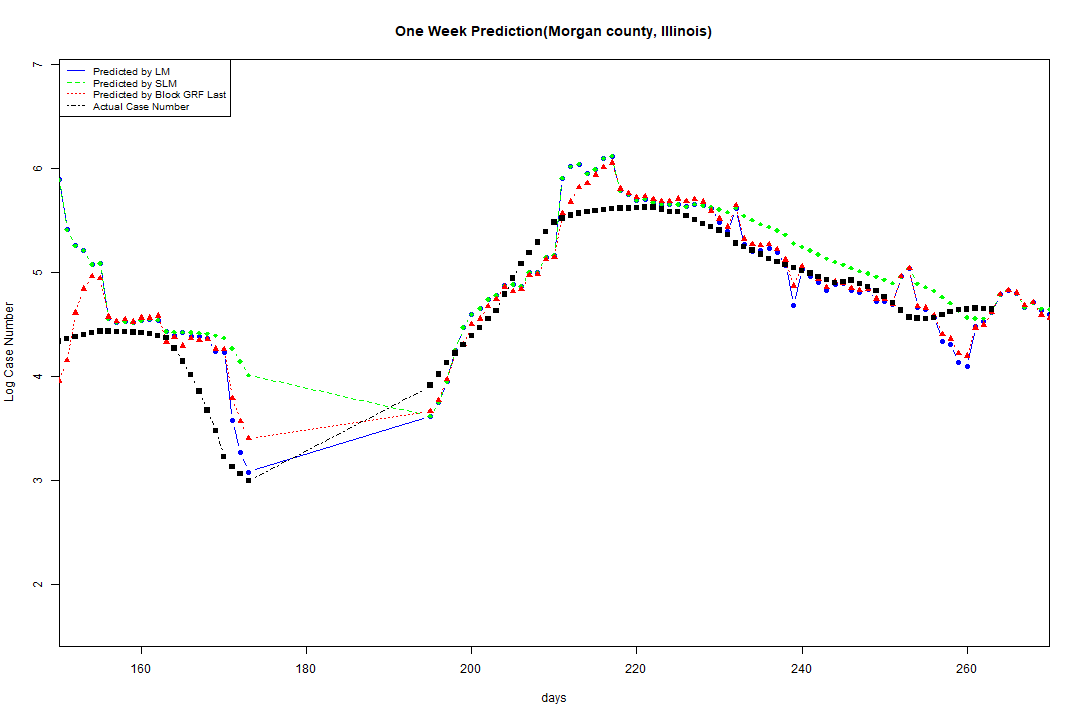 One Week Prediction(Morgan county, Illinois)
Predicted by LM
Predicted by SLM
Predicted by Block GRF Last
Actual Case Number
7
6
5
4
3
2
Log Case Number
160 180 200 220 240 260
days